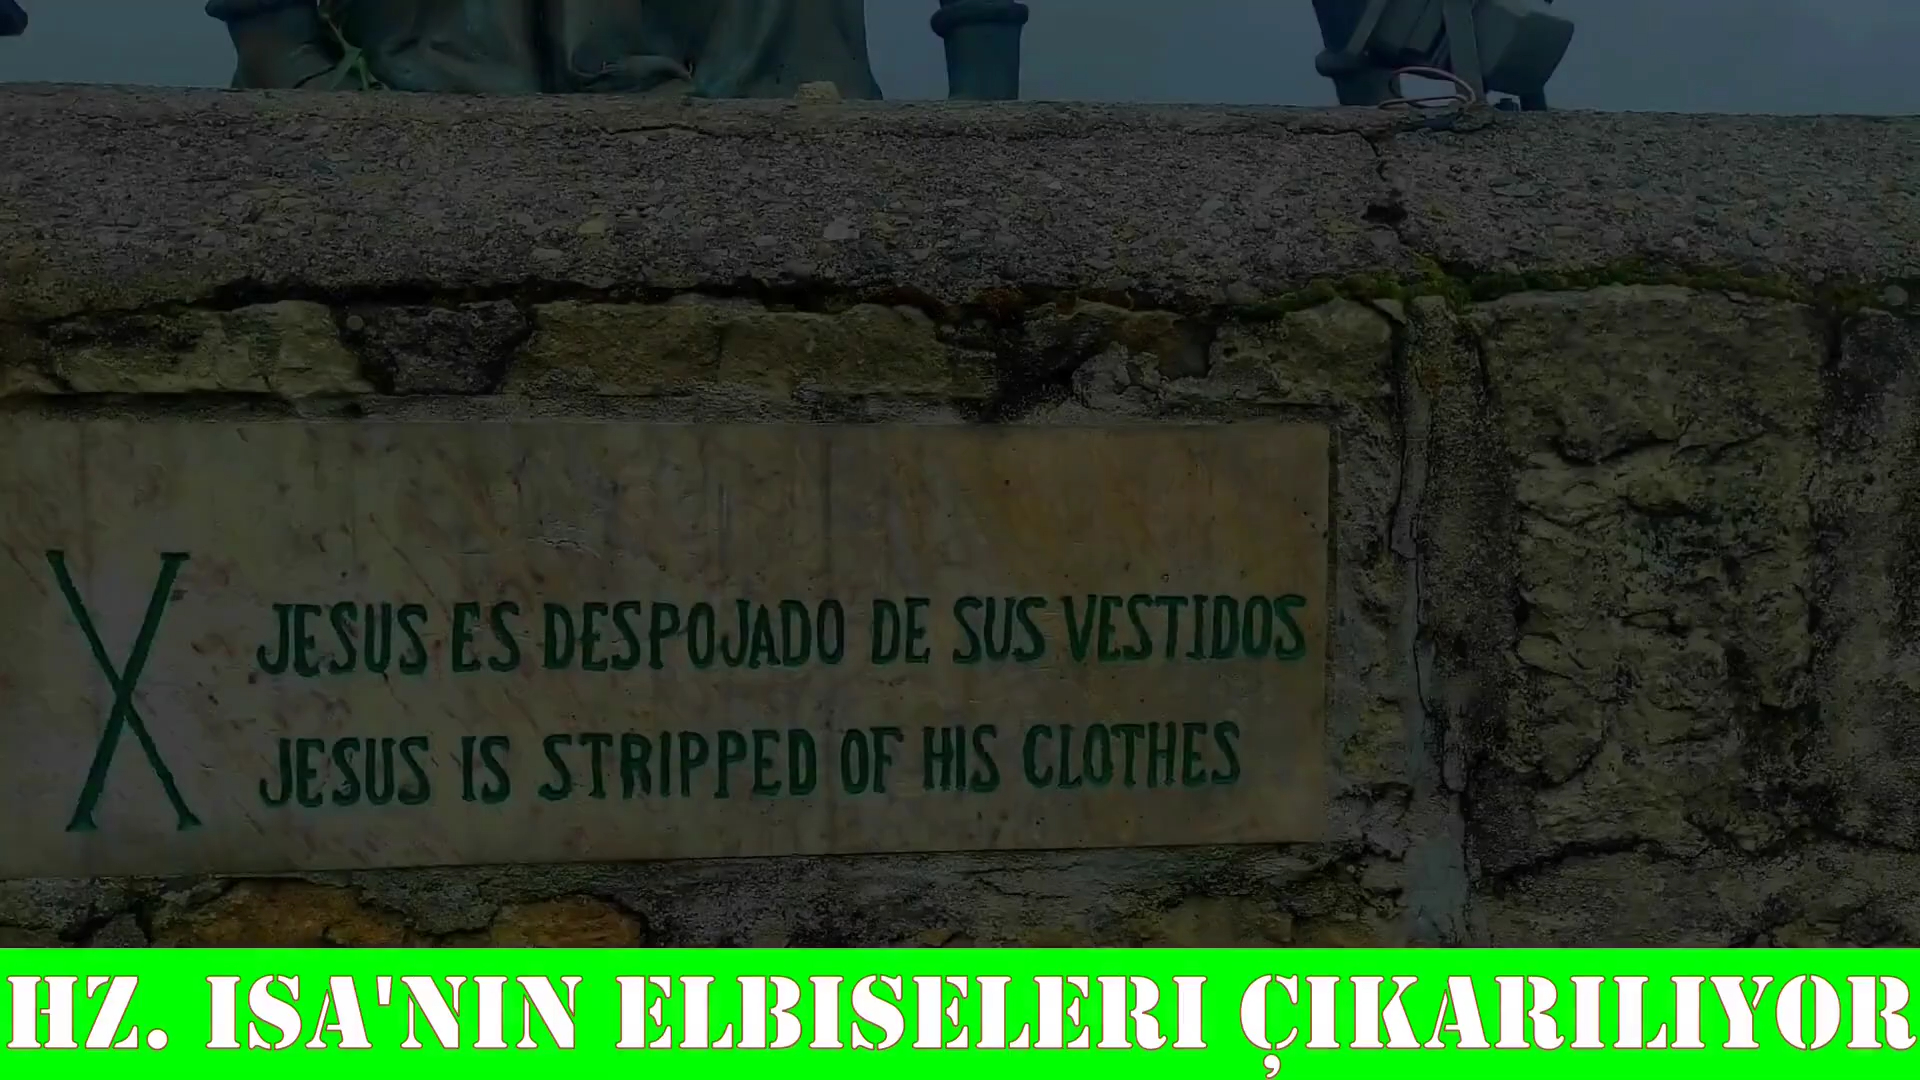 X
JESUS ES DESPOJADO DE SUS VESTIDOS
JESUS IS STRIPPED OF HIS CLOTHES
HZ. ISA'NIN ELBISELERI ÇIKARILIYOR